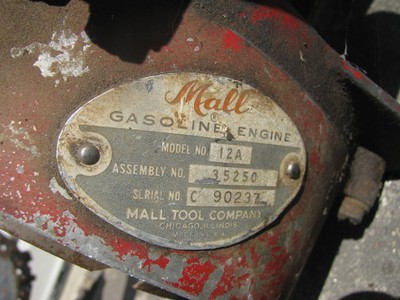 Mall
®
GASOLINE ENGINE
MODEL NO 12A
ASSEMBLY NO. 35250
SERIAL NO C 90237
MALL TOOL COMPANY
CHICAGO, ILLINOIS